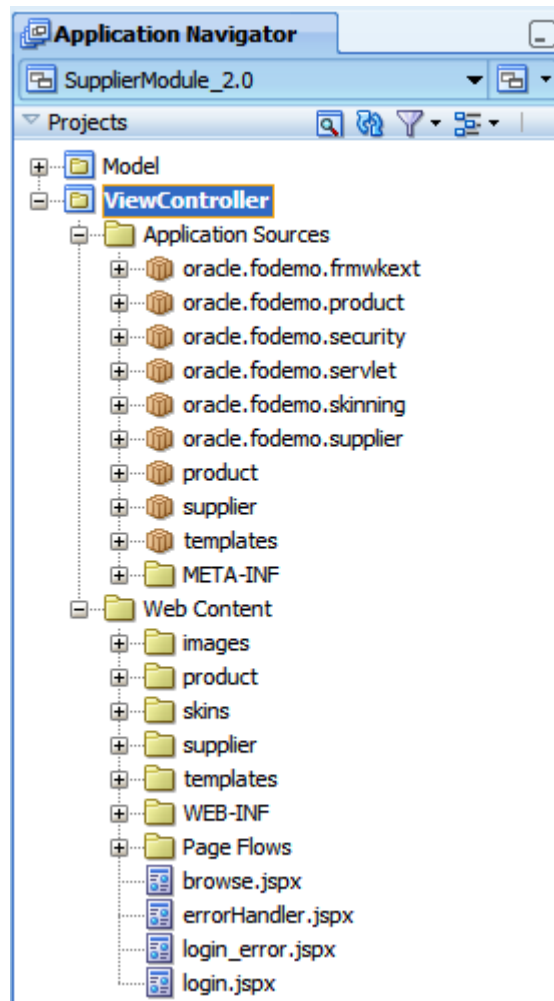 Application Navigator
SupplierModule_2.0
Projects
Model
ViewController
Application Sources
oracle.fodemo.frmwkext
oracle.fodemo.product
oracle.fodemo.security
oracle.fodemo.servlet
oracle.fodemo.skinning
oracle.fodemo.supplier
product
supplier
templates
META-INF
Web Content
images
product
skins
supplier
templates
WEB-INF
Page Flows
browse.jspx
errorHandler.jspx
login_error.jspx
login.jspx